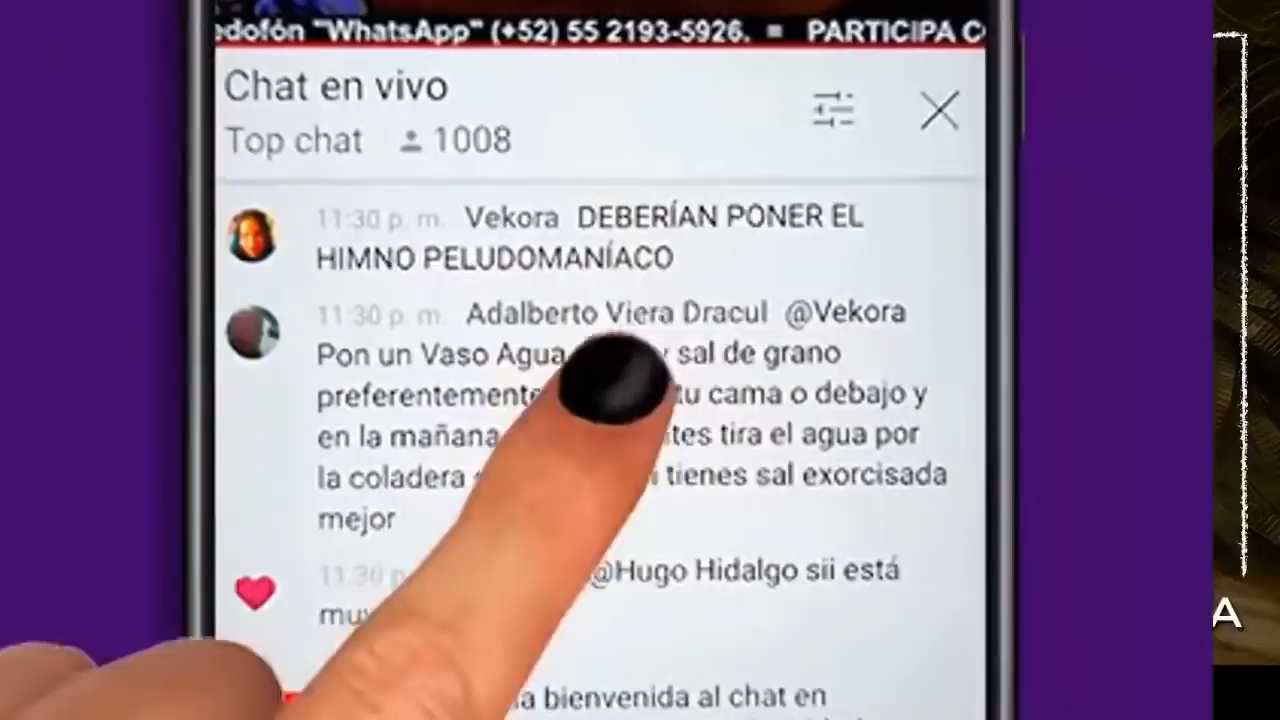 "WhatsApp" (+52) 55 2193-5926. PARTICIPA
Chat en vivo
Top chat 1008
11:30 p. m. Vekora DEBERÍAN PONER EL
HIMNO PELUDOMANÍACO
11:30 p. m. Adalberto Viera Dracul @Vekora
Pon un Vaso Agua y sal de grano
preferentemente tu cama o debajo y
en la mañana tira el agua por
la coladera tienes sal exorcisada
mejor
11:30 @Hugo Hidalgo sii está
bienvenida al chat en
A